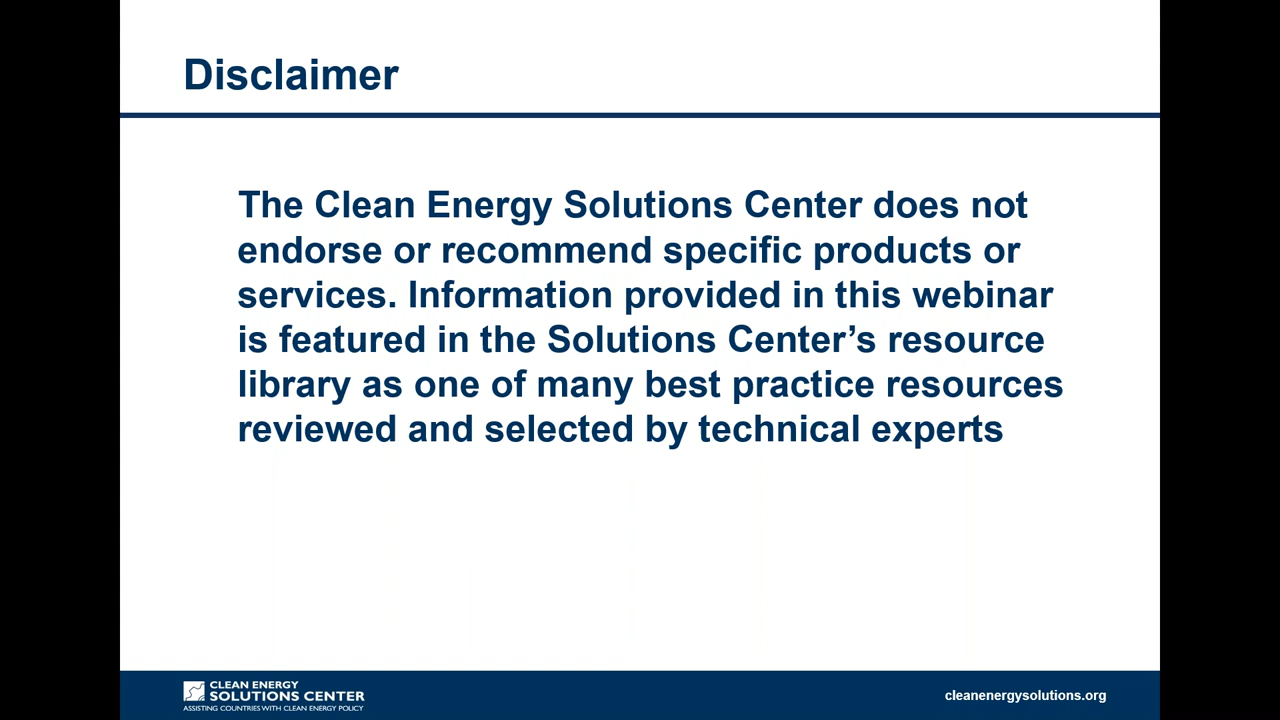 Disclaimer
The Clean Energy Solutions Center does not
endorse or recommend specific products or
services. Information provided in this webinar
is featured in the Solutions Center’s resource
library as one of many best practice resources
reviewed and selected by technical experts
CLEAN ENERGY
SOLUTIONS CENTER
ASSISTING COUNTRIES WITH CLEAN ENERGY POLICY
cleanenergysolutions.org